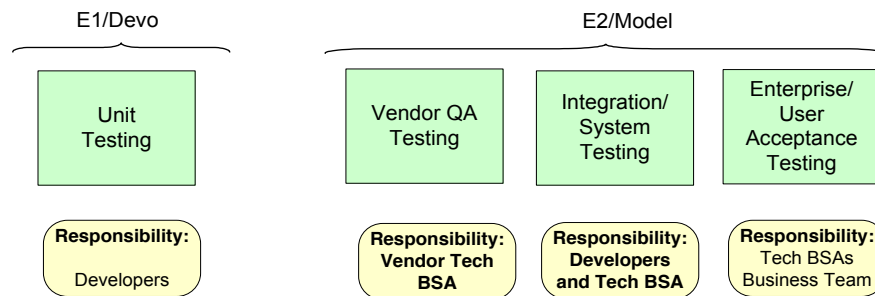 E1/Devo
E2/Model
Unit
Testing
Vendor QA
Testing
Integration/
System
Testing
Enterprise/
User
Acceptance
Testing
Responsibility:
Developers
Responsibility:
Vendor Tech
BSA
Responsibility:
Developers
and Tech BSA
Responsibility:
Tech BSAs
Business Team